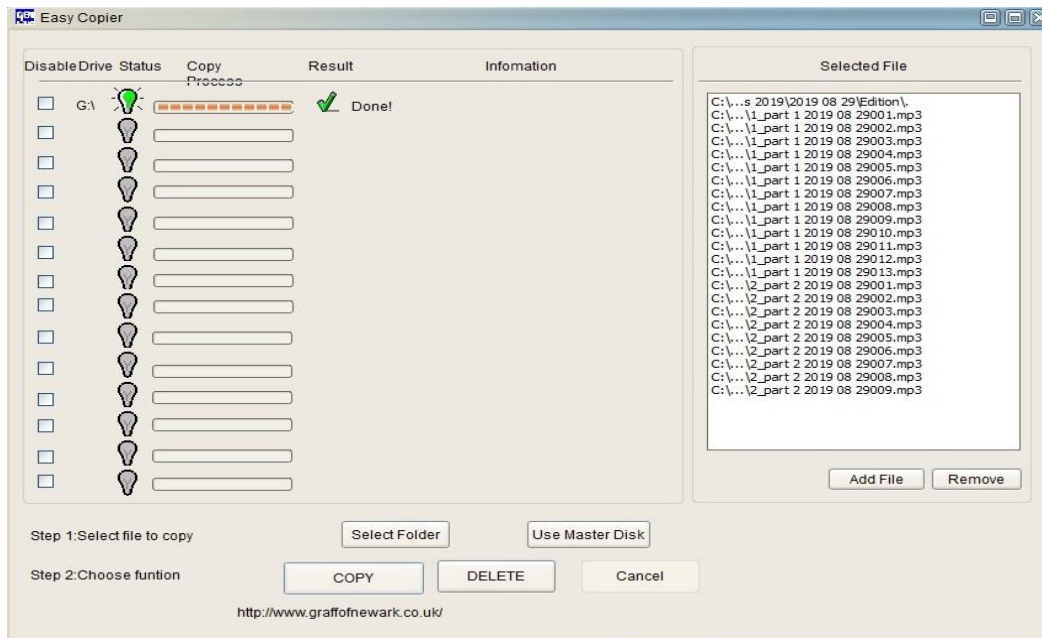 Easy Copier
Disable Drive Status Copy Process Result Infomation
G:\ Done!
Selected File
C:\...s 2019\2019 08 29\Edition\.
C:\...\1_part 1 2019 08 29001.mp3
C:\...\1_part 1 2019 08 29002.mp3
C:\...\1_part 1 2019 08 29003.mp3
C:\...\1_part 1 2019 08 29004.mp3
C:\...\1_part 1 2019 08 29005.mp3
C:\...\1_part 1 2019 08 29006.mp3
C:\...\1_part 1 2019 08 29007.mp3
C:\...\1_part 1 2019 08 29008.mp3
C:\...\1_part 1 2019 08 29009.mp3
C:\...\1_part 1 2019 08 29010.mp3
C:\...\1_part 1 2019 08 29011.mp3
C:\...\1_part 1 2019 08 29012.mp3
C:\...\1_part 1 2019 08 29013.mp3
C:\...\2_part 2 2019 08 29001.mp3
C:\...\2_part 2 2019 08 29002.mp3
C:\...\2_part 2 2019 08 29003.mp3
C:\...\2_part 2 2019 08 29004.mp3
C:\...\2_part 2 2019 08 29005.mp3
C:\...\2_part 2 2019 08 29006.mp3
C:\...\2_part 2 2019 08 29007.mp3
C:\...\2_part 2 2019 08 29008.mp3
C:\...\2_part 2 2019 08 29009.mp3
Add File Remove
Step 1:Select file to copy Select Folder Use Master Disk
Step 2:Choose funtion COPY DELETE Cancel
http://www.graffofnewark.co.uk/